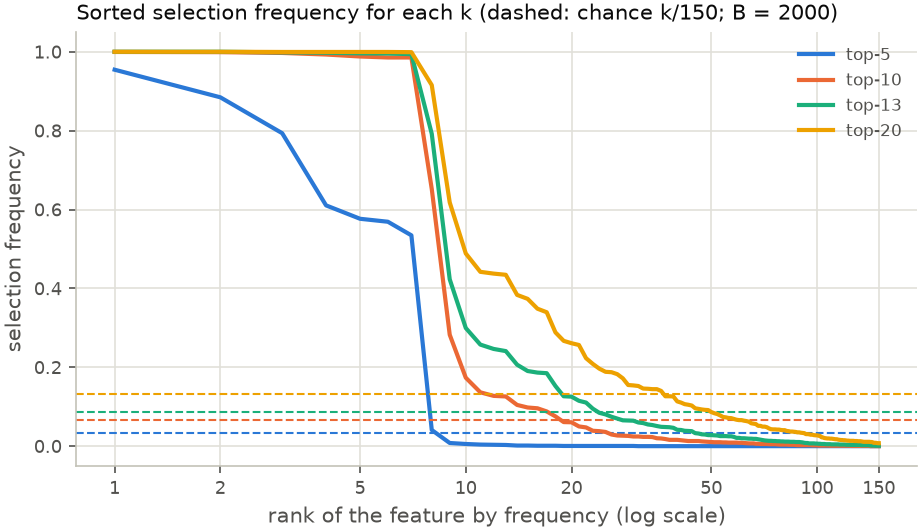 Sorted selection frequency for each k (dashed: chance k/150; B = 2000)
selection frequency
1.0
0.8
0.6
0.4
0.2
0.0
top-5
top-10
top-13
top-20
1 2 5 10 20 50 100 150
rank of the feature by frequency (log scale)